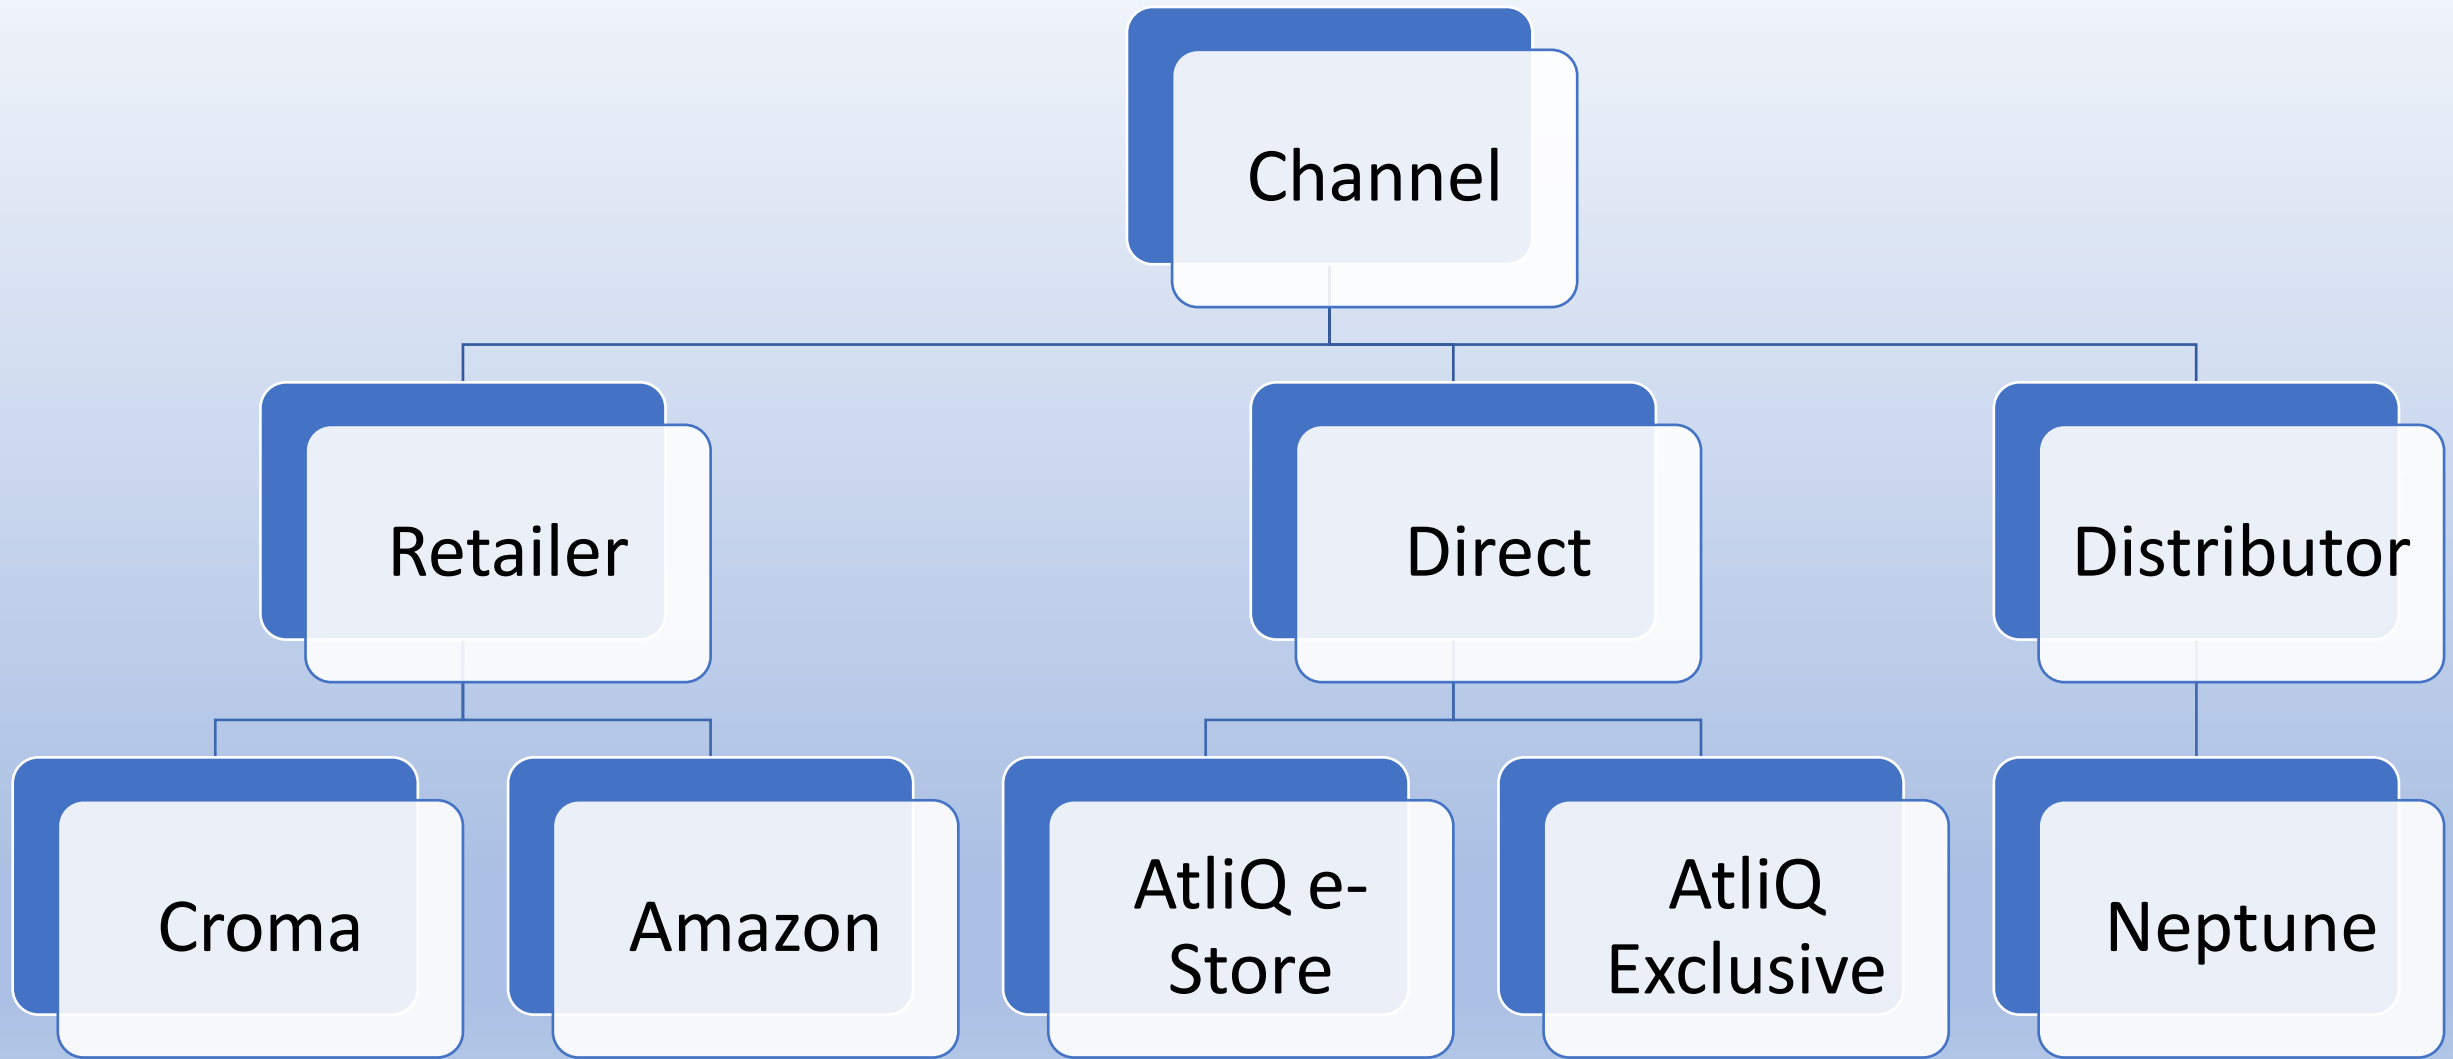 Channel
Retailer
Direct
Distributor
Croma
Amazon
AtliQ e-
Store
AtliQ
Exclusive
Neptune